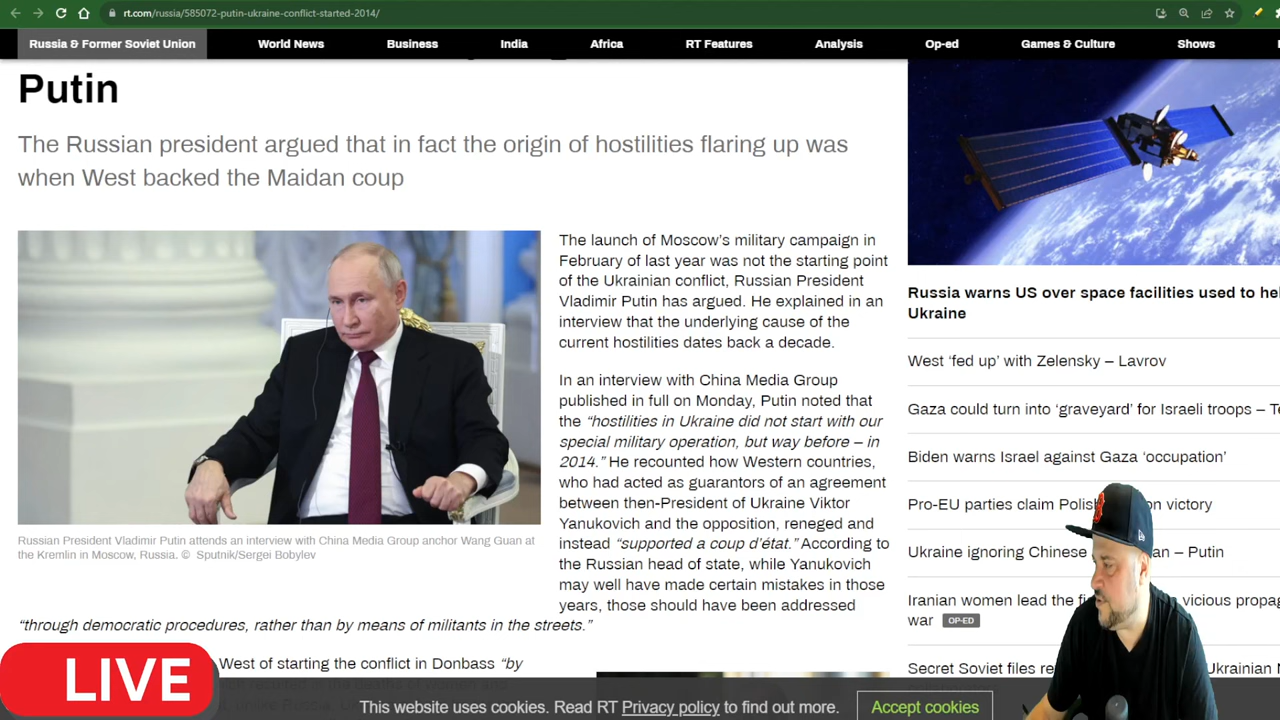 rt.com/russia/585072-putin-ukraine-conflict-started-2014/
Russia & Former Soviet Union
World News
Business
India
Africa
RT Features
Analysis
Op-ed
Games & Culture
Shows
Putin
The Russian president argued that in fact the origin of hostilities flaring up was
when West backed the Maidan coup
The launch of Moscow's military campaign in
February of last year was not the starting point
of the Ukrainian conflict, Russian President
Vladimir Putin has argued. He explained in an
interview that the underlying cause of the
current hostilities dates back a decade.
In an interview with China Media Group
published in full on Monday, Putin noted that
the “hostilities in Ukraine did not start with our
special military operation, but way before – in
2014.” He recounted how Western countries,
who had acted as guarantors of an agreement
between then-President of Ukraine Viktor
Yanukovich and the opposition, reneged and
instead “supported a coup d’état.” According to
the Russian head of state, while Yanukovich
may well have made certain mistakes in those
years, those should have been addressed
“through democratic procedures, rather than by means of militants in the streets.”
Russian President Vladimir Putin attends an interview with China Media Group anchor Wang Guan at
the Kremlin in Moscow, Russia. © Sputnik/Sergei Bobylev
West of starting the conflict in Donbass “by
LIVE
Russia warns US over space facilities used to
Ukraine
West ‘fed up’ with Zelensky – Lavrov
Gaza could turn into ‘graveyard’ for Israeli troops –
Biden warns Israel against Gaza ‘occupation’
Pro-EU parties claim victory
Ukraine ignoring Chinese – Putin
Iranian women lead the vicious
war OP-ED
Secret Soviet files Ukrainian
This website uses cookies. Read RT Privacy policy to find out more.
Accept cookies